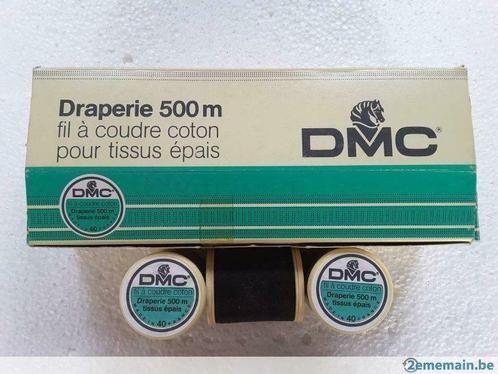 Draperie 500 m
fil à coudre coton
pour tissus épais
DMC®
DMC
fil à coudre coton
Draperie 500 m
tissus épais
40
DMC
fil à coudre coton
Draperie 500 m
tissus épais
40
DMC
fil à coudre coton
Draperie 500 m
tissus épais
40
2ememain.be